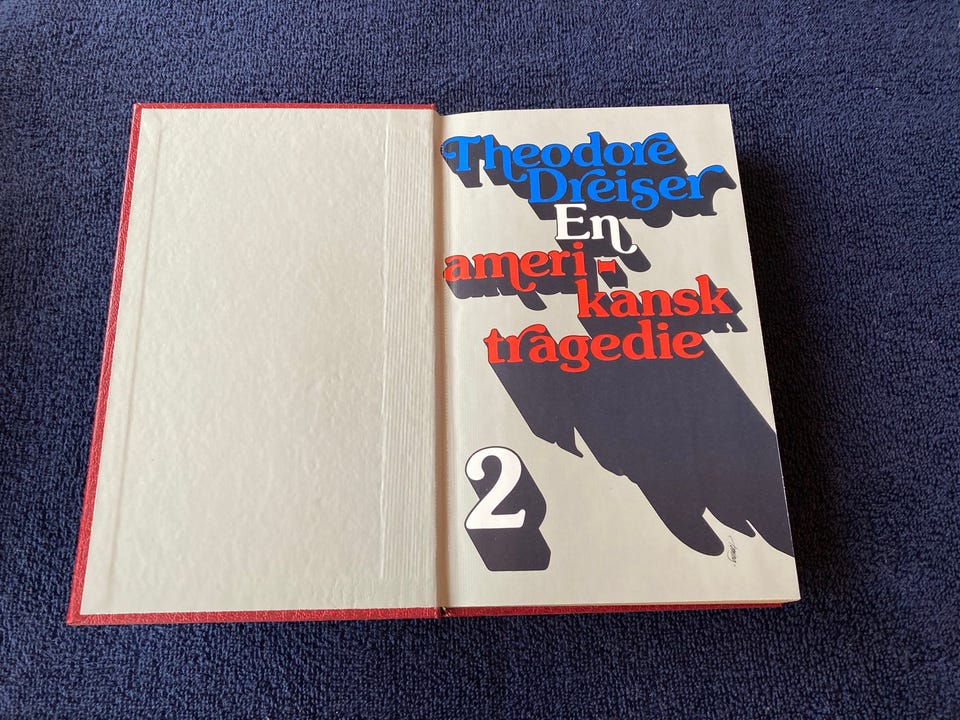 Theodore
Dreiser
En
ameri-
kansk
tragedie
2